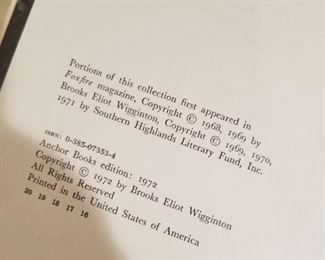 Portions of this collection first appeared in
Foxfire magazine, Copyright © 1968, 1969 by
Brooks Eliot Wigginton, Copyright © 1969, 1970,
1971 by Southern Highlands Literary Fund, Inc.
ISBN: 0-385-07353-4
Anchor Books edition: 1972
Copyright © 1972 by Brooks Eliot Wigginton
All Rights Reserved
Printed in the United States of America
20 19 18 17 16